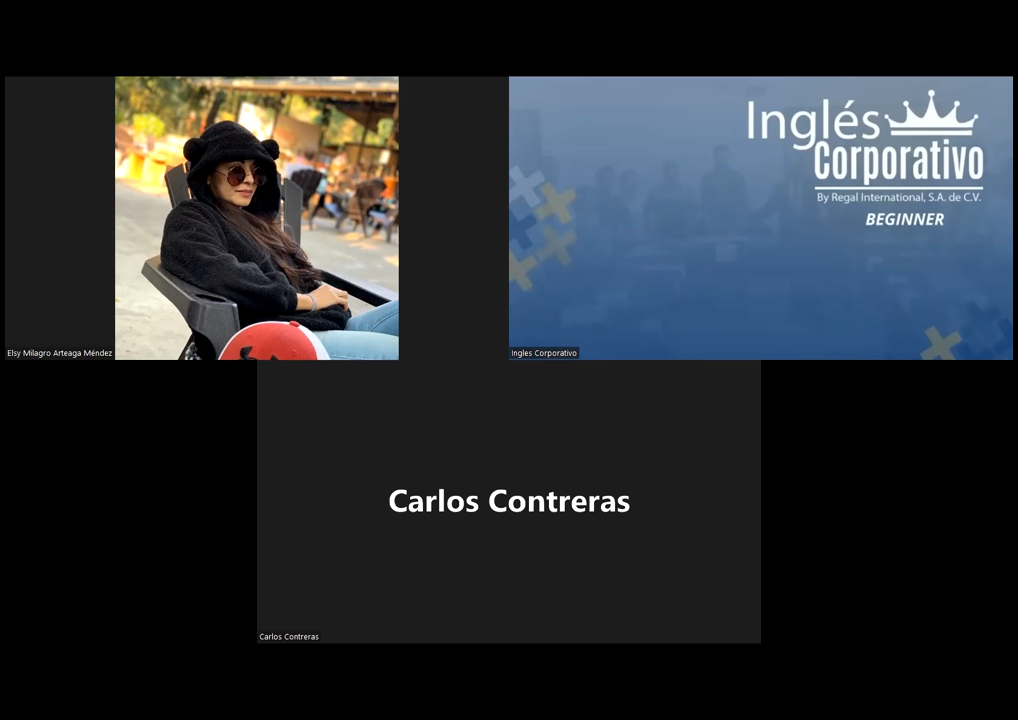 Inglés
Corporativo
By Regal International, S.A. de C.V.
BEGINNER
Elsy Milagro Arteaga Méndez
Ingles Corporativo
Carlos Contreras
Carlos Contreras